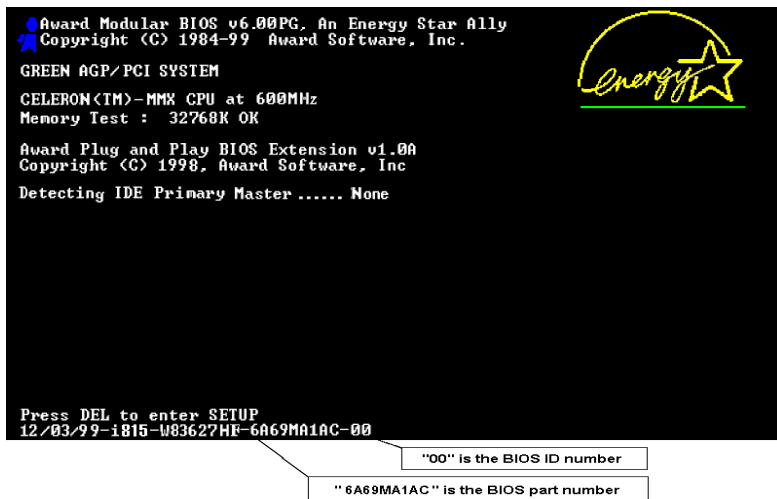 Award Modular BIOS v6.00PG, An Energy Star Ally
Copyright (C) 1984-99  Award Software, Inc.
energy
GREEN AGP/PCI SYSTEM
CELERON(TM)-MMX CPU at 600MHz
Memory Test :  32768K OK
Award Plug and Play BIOS Extension v1.0A
Copyright (C) 1998, Award Software, Inc
Detecting IDE Primary Master ...... None
Press DEL to enter SETUP
12/03/99-i815-W83627HF-6A69MA1AC-00
"00" is the BIOS ID number
"6A69MA1AC" is the BIOS part number